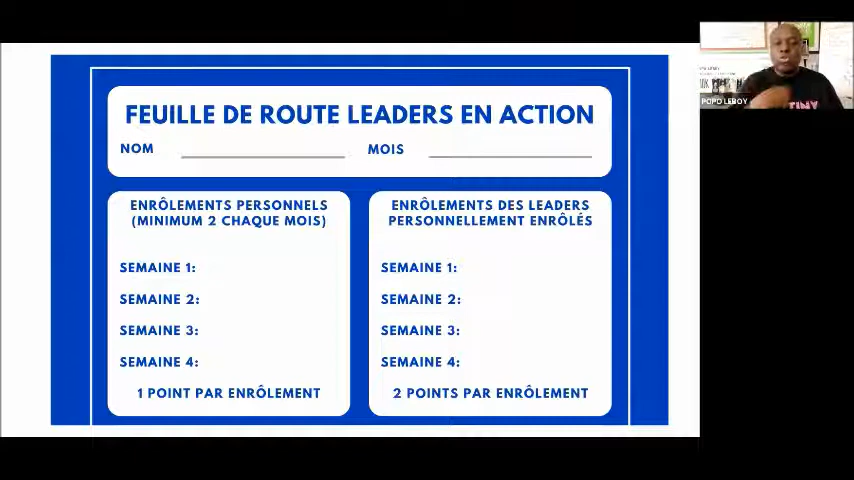 FEUILLE DE ROUTE LEADERS EN ACTION
NOM
MOIS
ENRÔLEMENTS PERSONNELS
(MINIMUM 2 CHAQUE MOIS)
SEMAINE 1:
SEMAINE 2:
SEMAINE 3:
SEMAINE 4:
1 POINT PAR ENRÔLEMENT
ENRÔLEMENTS DES LEADERS
PERSONNELLEMENT ENRÔLÉS
SEMAINE 1:
SEMAINE 2:
SEMAINE 3:
SEMAINE 4:
2 POINTS PAR ENRÔLEMENT
POPO LEROY